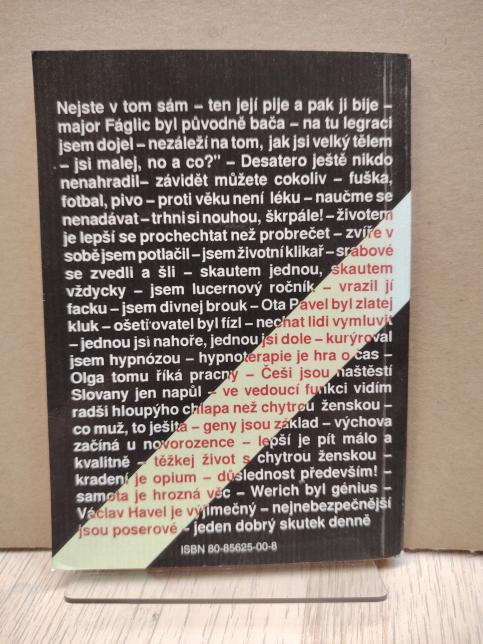 Nejste v tom sám – ten její pije a pak ji bije –
major Fáglic byl původně bača – na tu legraci
jsem dojel – nezáleží na tom, jak jsi velký tělem
– jsi malej, no a co?" – Desatero ještě nikdo
nenahradil – závidět můžete cokoliv – fuška,
fotbal, pivo – proti věku není léku – naučme se
nenadávat – trhni si nouhou, škrpále! – životem
je lepší se prochechtat než probrečet – zvíře v
sobě jsem potlačil – jsem životní klikař – srabové
se zvedli a šli – skautem jednou, skautem
vždycky – jsem lucernový ročník – vrazil jí
facku – jsem divnej brouk – Ota Pavel byl zlatej
kluk – ošetřovatel byl fízl – nechat lidi vymluvit
– jednou jsi nahoře, jednou jsi dole – kurýroval
jsem hypnózou – hypnoterapie je hra o čas –
Olga tomu říká pracny – Češi jsou naštěstí
Slovany jen napůl – ve vedoucí funkci vidím
radši hloupýho chlapa než chytrou ženskou –
co muž, to ješita – geny jsou základ – výchova
začíná u novorozence – lepší je pít málo a
kvalitně – těžkej život s chytrou ženskou –
kradení je opium – důslednost především! –
samota je hrozná věc – Werich byl génius –
Václav Havel je výjimečný – nejnebezpečnější
jsou poserové – jeden dobrý skutek denně
ISBN 80-85625-00-8